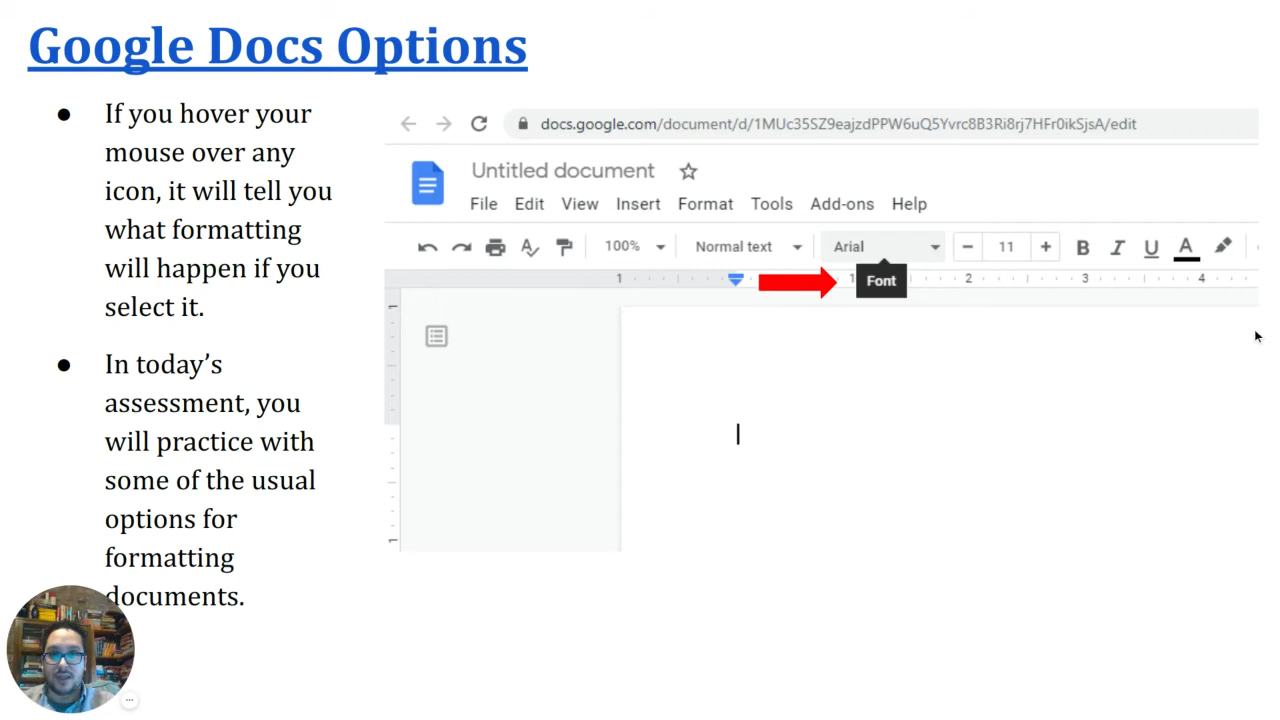 Google Docs Options
● If you hover your
mouse over any
icon, it will tell you
what formatting
will happen if you
select it.
● In today’s
assessment, you
will practice with
some of the usual
options for
formatting
documents.
docs.google.com/document/d/1MUc35SZ9eajzdPPW6uQ5Yvrc8B3Ri8rj7HFr0ikSjsA/edit
Untitled document
File Edit View Insert Format Tools Add-ons Help
100% Normal text Arial − 11 + B I U A
1 1 2 3 4
Font
1
1